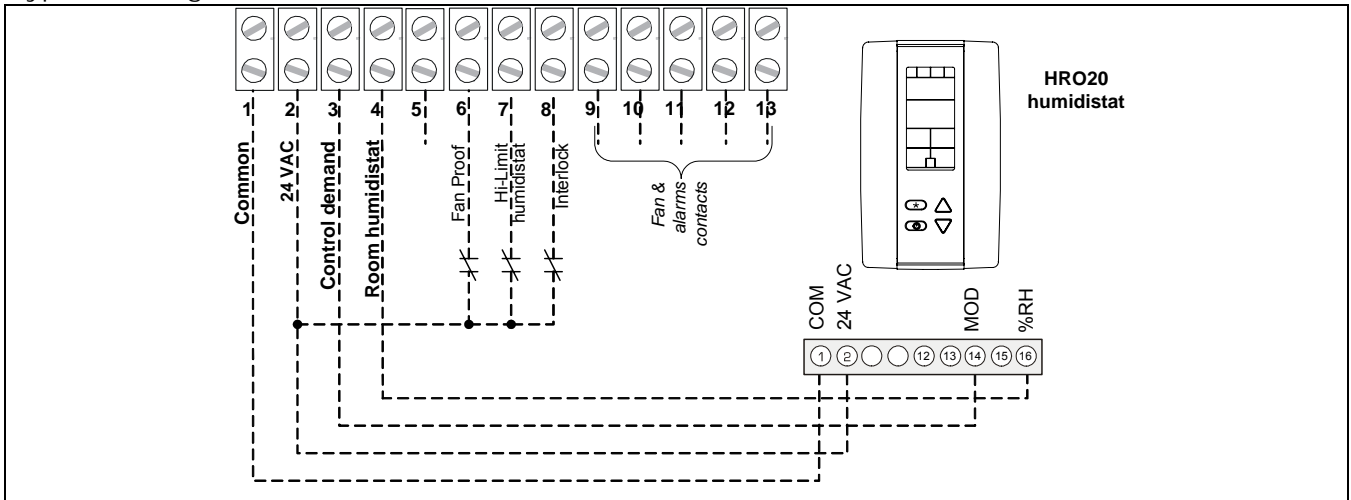 HRO20
humidistat
1 2 3 4 5 6 7 8 9 10 11 12 13
Common
24 VAC
Control demand
Room humidistat
Fan Proof
Hi-Limit
humidistat
Interlock
Fan &
alarms
contacts
COM
24 VAC
MOD
%RH
1 2 12 13 14 15 16